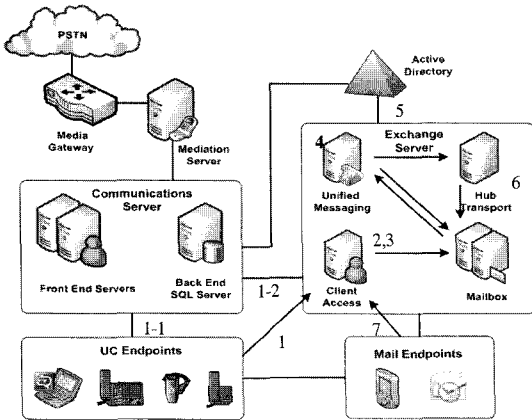 PSTN
Media
Gateway
Mediation
Server
Active
Directory
5
Communications
Server
Front End Servers
Back End
SQL Server
Exchange
Server
4
Unified
Messaging
Hub
Transport
6
2,3
Client
Access
Mailbox
1-2
1-1
1
7
UC Endpoints
Mail Endpoints